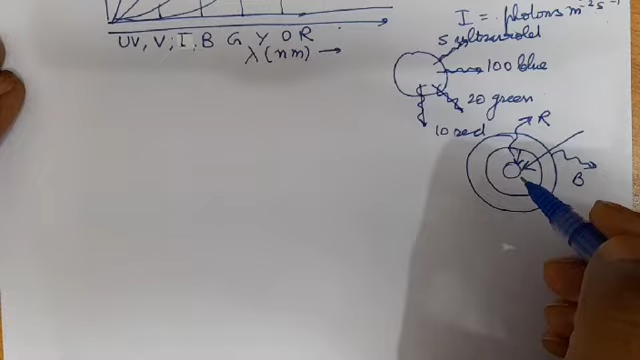 I = photons m⁻² s⁻¹
UV, V, I, B G Y O R
λ (nm) →
5 ultraviolet
100 blue
20 green
10 red
R
B